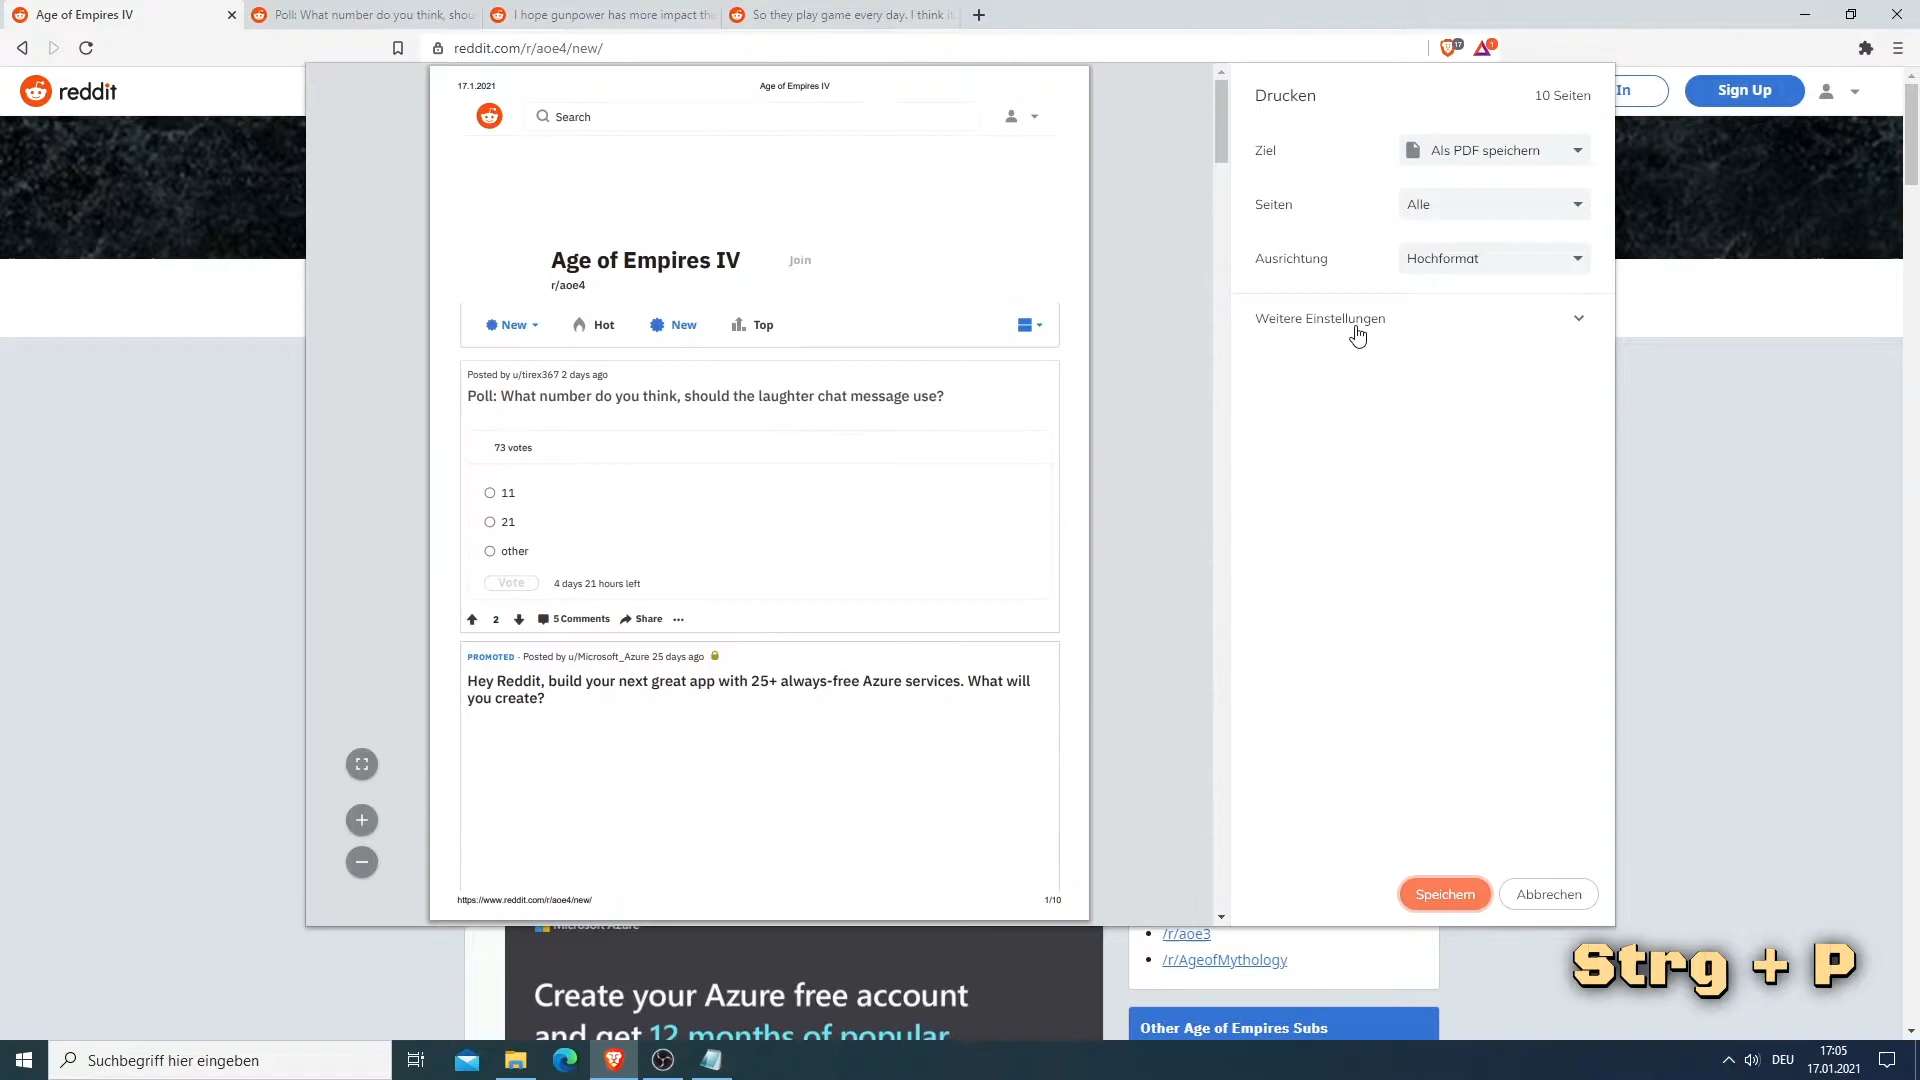 Age of Empires IV
Poll: What number do you think, shou
I hope gunpower has more impact thi
So they play game every day. I think i
reddit.com/r/aoe4/new/
17
1
reddit
In
Sign Up
17.1.2021
Age of Empires IV
Search
Age of Empires IV
Join
r/aoe4
New
Hot
New
Top
Posted by u/tirex367 2 days ago
Poll: What number do you think, should the laughter chat message use?
73 votes
11
21
other
Vote
4 days 21 hours left
2
5 Comments
Share
PROMOTED · Posted by u/Microsoft_Azure 25 days ago
Hey Reddit, build your next great app with 25+ always-free Azure services. What will
you create?
https://www.reddit.com/r/aoe4/new/
1/10
Drucken
10 Seiten
Ziel
Als PDF speichern
Seiten
Alle
Ausrichtung
Hochformat
Weitere Einstellungen
Speichern
Abbrechen
Microsoft Azure
Create your Azure free account
and get 12 months of popular
/r/aoe3
/r/AgeofMythology
Other Age of Empires Subs
Strg + P
Suchbegriff hier eingeben
DEU
17:05
17.01.2021